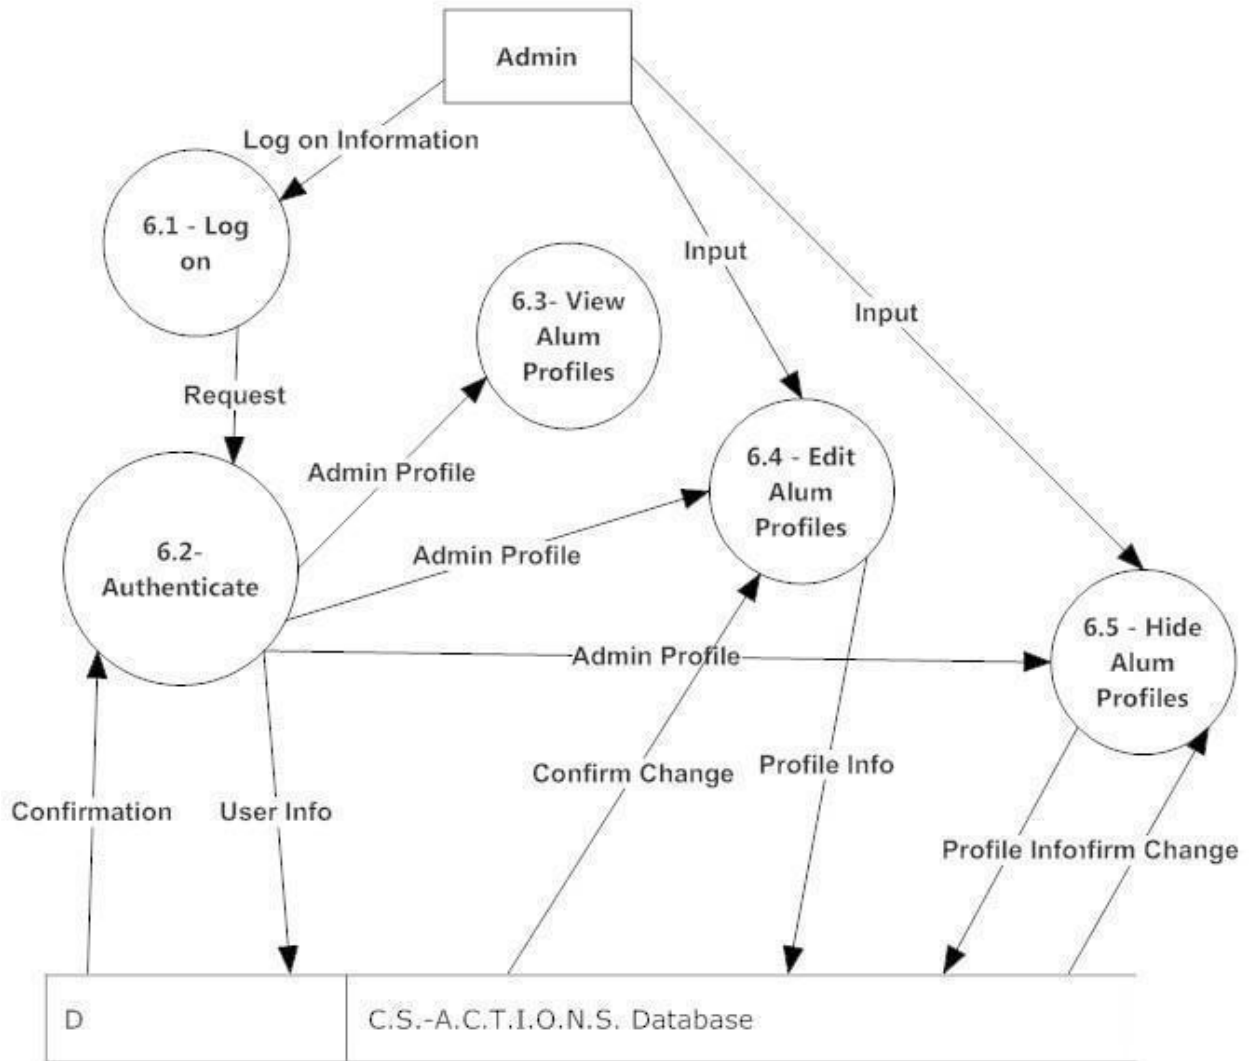 Admin
Log on Information
6.1 - Log
on
Input
6.3- View
Alum
Profiles
Input
Request
Admin Profile
6.4 - Edit
Alum
Profiles
6.2-
Authenticate
Admin Profile
6.5 - Hide
Alum
Profiles
Admin Profile
Confirm Change
Profile Info
Confirmation
User Info
Profile Info
nfirm Change
D
C.S.-A.C.T.I.O.N.S. Database